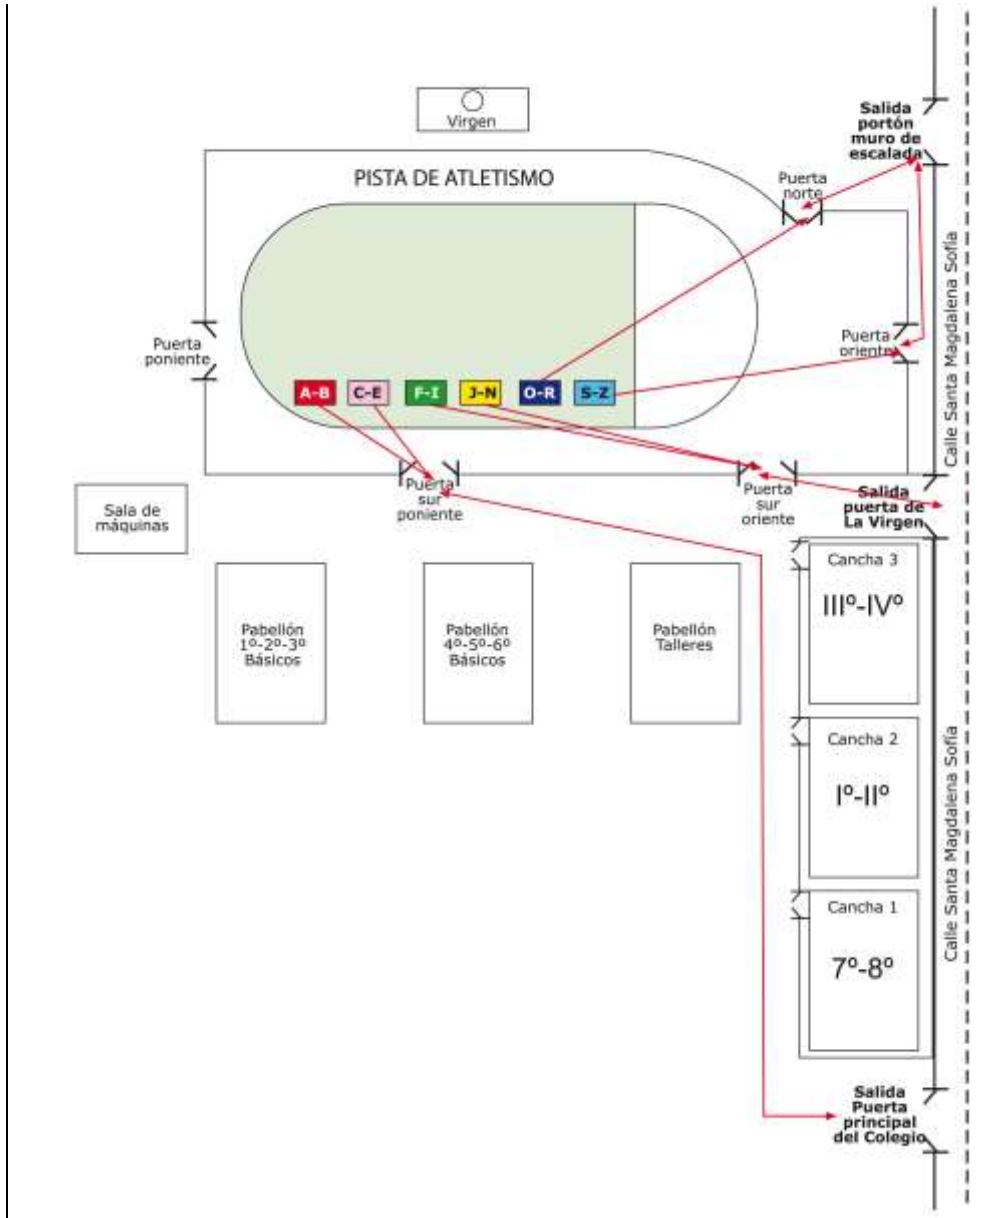 Salida
portón
muro de
escalada
Virgen
PISTA DE ATLETISMO
Puerta
norte
Calle Santa Magdalena Sofía
Puerta
poniente
Puerta
oriente
A-B
C-E
F-I
J-N
O-R
S-Z
Puerta
sur
poniente
Puerta
sur
oriente
Salida
puerta de
La Virgen
Sala de
máquinas
Cancha 3
IIIº-IVº
Pabellón
1º-2º-3º
Básicos
Pabellón
4º-5º-6º
Básicos
Pabellón
Talleres
Cancha 2
Iº-IIº
Calle Santa Magdalena Sofía
Cancha 1
7º-8º
Salida
Puerta
principal
del Colegio